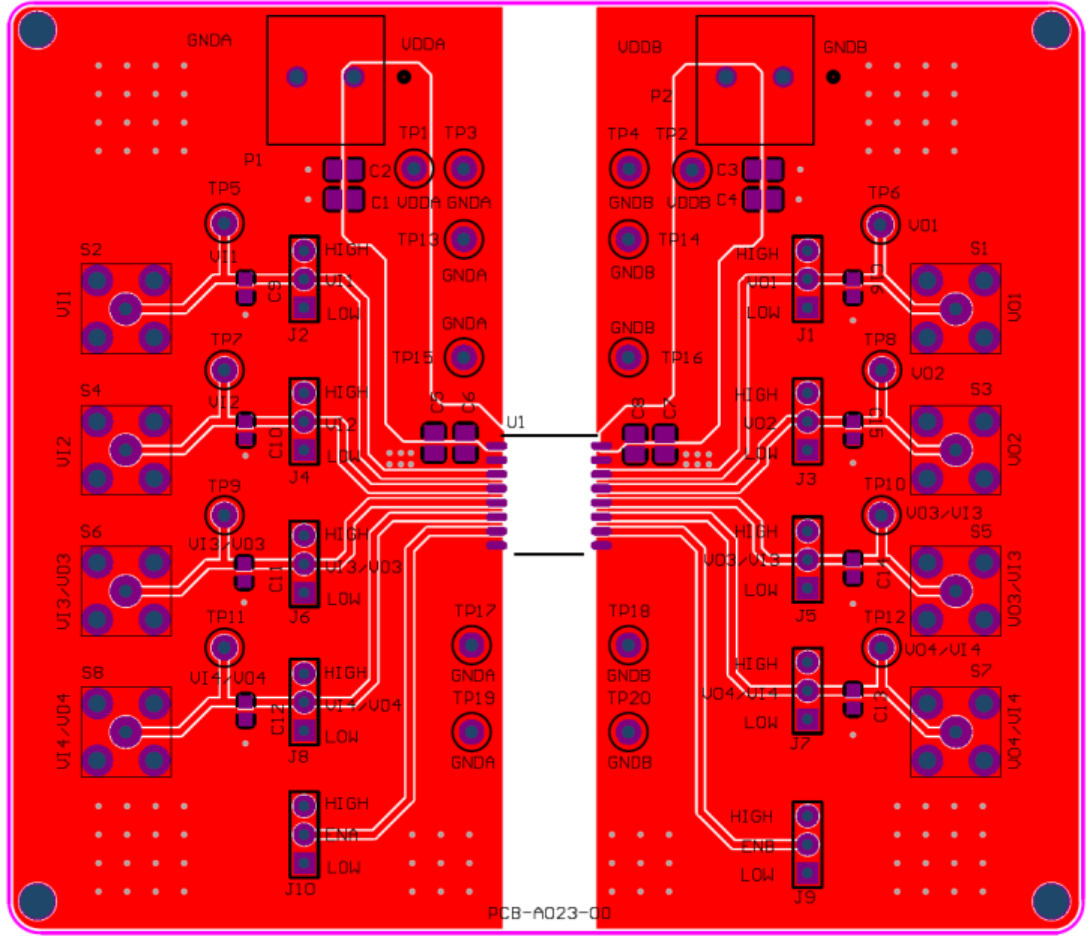 GNDA
VDDA
VDDB
GNDB
P2
P1
TP1
TP3
TP4
TP2
C2
C3
C1
VDDA
GNDA
GNDB
VDDB
C4
TP5
TP6
VO1
TP13
TP14
GNDA
GNDB
S2
VI1
HIGH
HIGH
S1
VI1
C9
VI1
VO1
C16
VO1
LOW
LOW
J2
J1
GNDA
GNDB
TP7
TP15
TP16
TP8
VO2
S4
VI2
HIGH
HIGH
S3
C5
C6
U1
C8
C7
VI2
C10
VI2
VO2
C15
VO2
LOW
LOW
J4
J3
TP9
TP10
VO3/VI3
S6
VI3/VO3
HIGH
HIGH
S5
VI3/VO3
C11
VI3/VO3
VO3/VI3
C14
VO3/VI3
LOW
LOW
J6
J5
TP11
TP17
TP18
TP12
VO4/VI4
S8
VI4/VO4
HIGH
GNDA
GNDB
HIGH
S7
VI4/VO4
C12
VI4/VO4
TP19
TP20
VO4/VI4
C13
VO4/VI4
LOW
LOW
J8
J7
GNDA
GNDB
HIGH
HIGH
ENA
ENB
LOW
LOW
J10
J9
PCB-A023-00